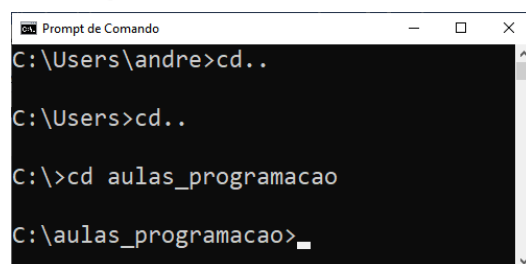 Prompt de Comando
C:\Users\andre>cd..
C:\Users>cd..
C:\>cd aulas_programacao
C:\aulas_programacao>_